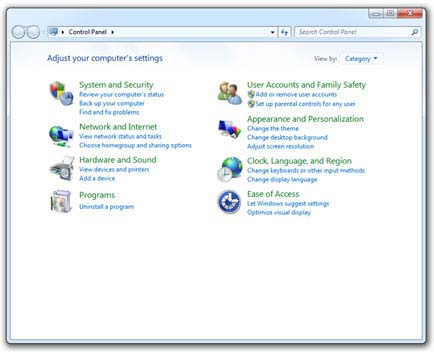 Control Panel
Search Control Panel
Adjust your computer's settings
View by: Category
System and Security
Review your computer's status
Back up your computer
Find and fix problems
Network and Internet
View network status and tasks
Choose homegroup and sharing options
Hardware and Sound
View devices and printers
Add a device
Programs
Uninstall a program
User Accounts and Family Safety
Add or remove user accounts
Set up parental controls for any user
Appearance and Personalization
Change the theme
Change desktop background
Adjust screen resolution
Clock, Language, and Region
Change keyboards or other input methods
Change display language
Ease of Access
Let Windows suggest settings
Optimize visual display